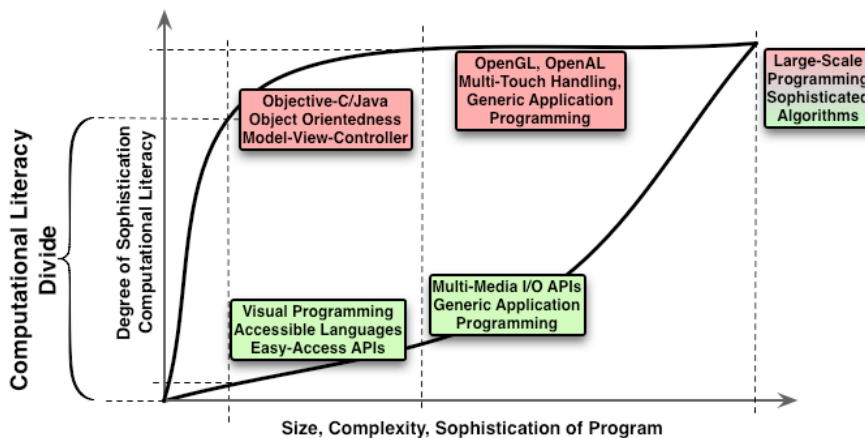 OpenGL, OpenAL
Multi-Touch Handling,
Generic Application
Programming
Large-Scale
Programming
Sophisticated
Algorithms
Objective-C/Java
Object Orientedness
Model-View-Controller
Computational Literacy
Divide
Degree of Sophistication
Computational Literacy
Multi-Media I/O APIs
Generic Application
Programming
Visual Programming
Accessible Languages
Easy-Access APIs
Size, Complexity, Sophistication of Program